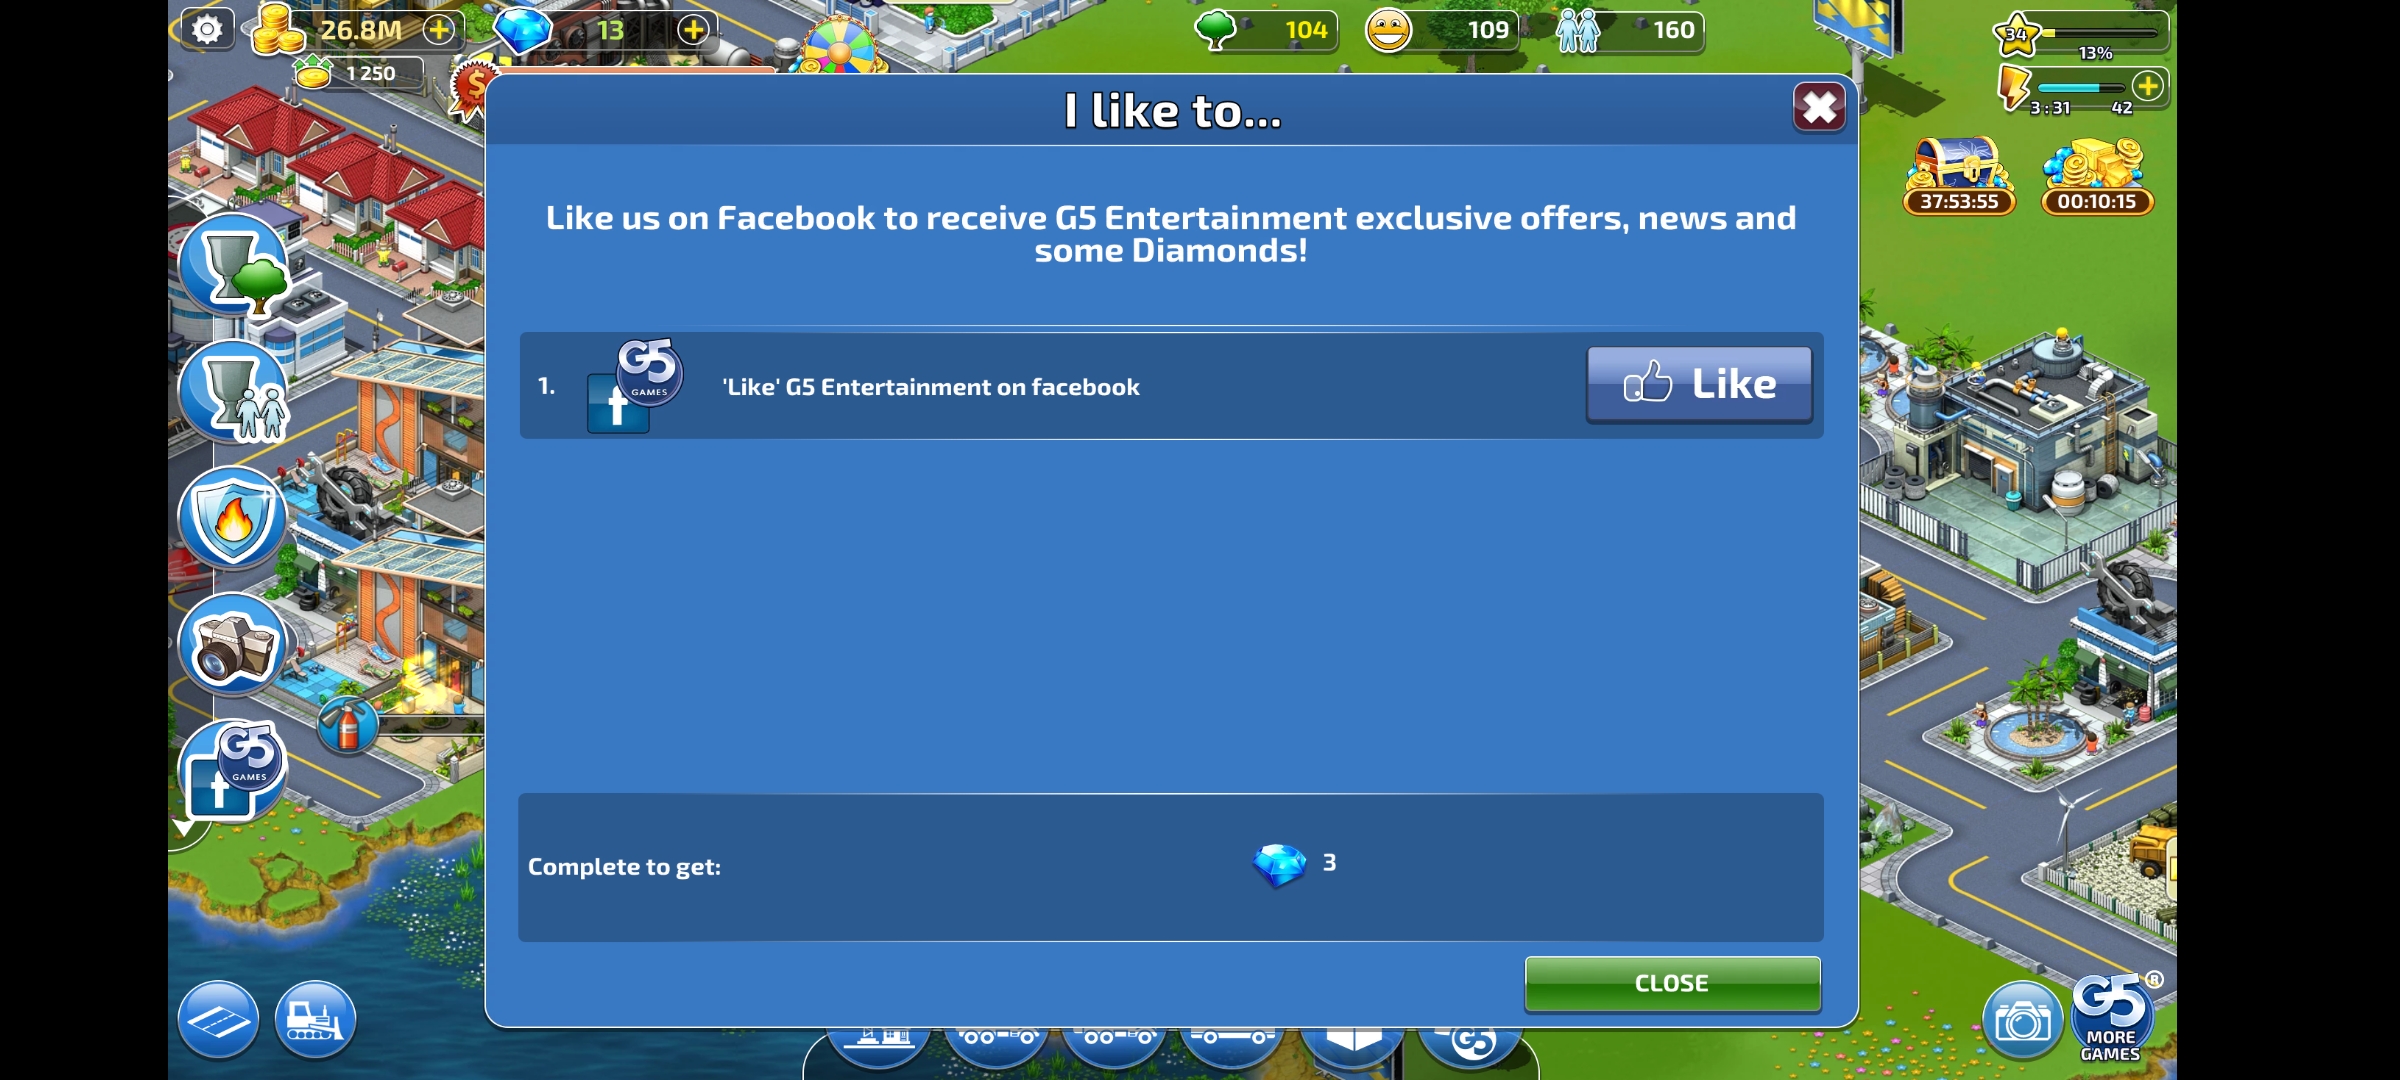 26.8M
13
104
109
160
34
13%
1 250
3:31
42
I like to...
37:53:55
00:10:15
Like us on Facebook to receive G5 Entertainment exclusive offers, news and
some Diamonds!
1.
G5
GAMES
f
'Like' G5 Entertainment on facebook
Like
G5
GAMES
f
Complete to get:
3
CLOSE
G5
G5 ®
MORE
GAMES